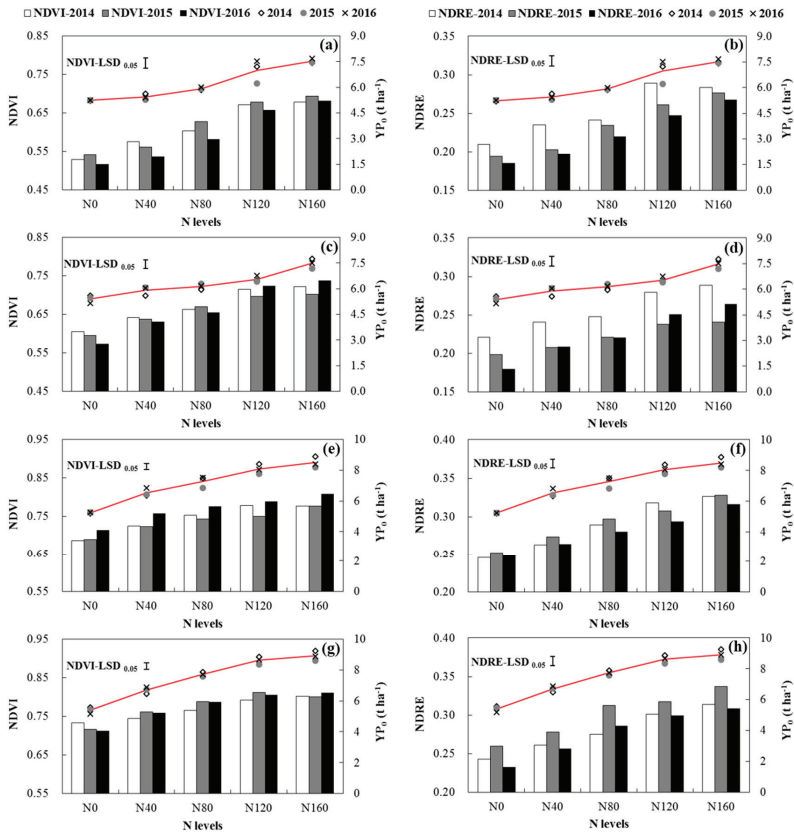 NDVI-2014 NDVI-2015 NDVI-2016 2014 2015 2016
NDRE-2014 NDRE-2015 NDRE-2016 2014 2015 2016
(a)
NDVI-LSD 0.05
NDVI
0.85
0.75
0.65
0.55
0.45
9.0
7.5
6.0
4.5
3.0
1.5
0.0
YP0 (t ha-1)
N0 N40 N80 N120 N160
N levels
(b)
NDRE-LSD 0.05
NDRE
0.35
0.30
0.25
0.20
0.15
9.0
7.5
6.0
4.5
3.0
1.5
0.0
YP0 (t ha-1)
N0 N40 N80 N120 N160
N levels
(c)
NDVI-LSD 0.05
NDVI
0.85
0.75
0.65
0.55
0.45
9.0
7.5
6.0
4.5
3.0
1.5
0.0
YP0 (t ha-1)
N0 N40 N80 N120 N160
N levels
(d)
NDRE-LSD 0.05
NDRE
0.35
0.30
0.25
0.20
0.15
9.0
7.5
6.0
4.5
3.0
1.5
0.0
YP0 (t ha-1)
N0 N40 N80 N120 N160
N levels
(e)
NDVI-LSD 0.05
NDVI
0.95
0.85
0.75
0.65
0.55
10
8
6
4
2
0
YP0 (t ha-1)
N0 N40 N80 N120 N160
N levels
(f)
NDRE-LSD 0.05
NDRE
0.40
0.35
0.30
0.25
0.20
10
8
6
4
2
0
YP0 (t ha-1)
N0 N40 N80 N120 N160
N levels
(g)
NDVI-LSD 0.05
NDVI
0.95
0.85
0.75
0.65
0.55
10
8
6
4
2
0
YP0 (t ha-1)
N0 N40 N80 N120 N160
N levels
(h)
NDRE-LSD 0.05
NDRE
0.40
0.35
0.30
0.25
0.20
10
8
6
4
2
0
YP0 (t ha-1)
N0 N40 N80 N120 N160
N levels